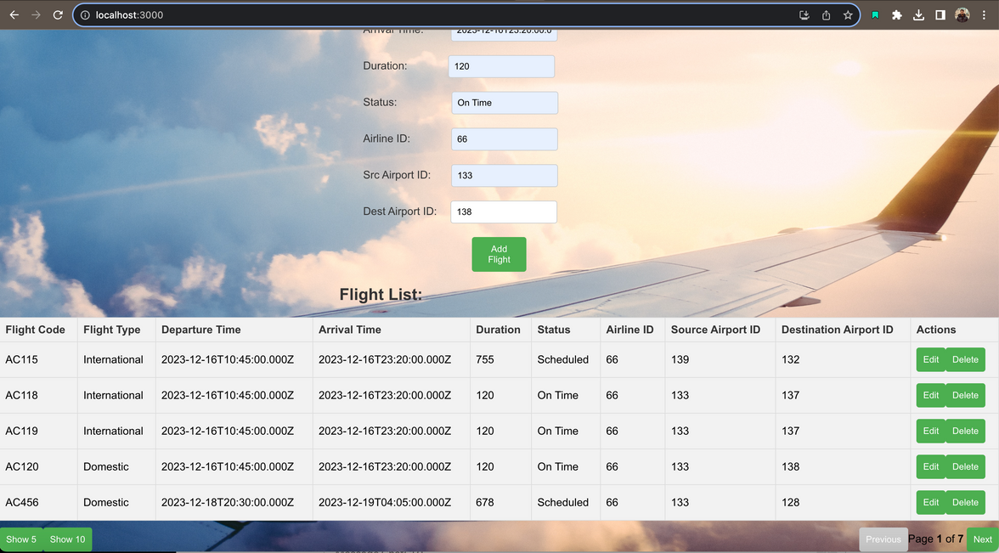 localhost:3000
Arrival Time: 2023-12-16T23:20:00.0
Duration: 120
Status: On Time
Airline ID: 66
Src Airport ID: 133
Dest Airport ID: 138
Add
Flight
Flight List:
Flight Code Flight Type Departure Time Arrival Time Duration Status Airline ID Source Airport ID Destination Airport ID Actions
AC115 International 2023-12-16T10:45:00.000Z 2023-12-16T23:20:00.000Z 755 Scheduled 66 139 132 Edit Delete
AC118 International 2023-12-16T10:45:00.000Z 2023-12-16T23:20:00.000Z 120 On Time 66 133 137 Edit Delete
AC119 International 2023-12-16T10:45:00.000Z 2023-12-16T23:20:00.000Z 120 On Time 66 133 137 Edit Delete
AC120 Domestic 2023-12-16T10:45:00.000Z 2023-12-16T23:20:00.000Z 120 On Time 66 133 138 Edit Delete
AC456 Domestic 2023-12-18T20:30:00.000Z 2023-12-19T04:05:00.000Z 678 Scheduled 66 133 128 Edit Delete
Show 5 Show 10 Previous Page 1 of 7 Next